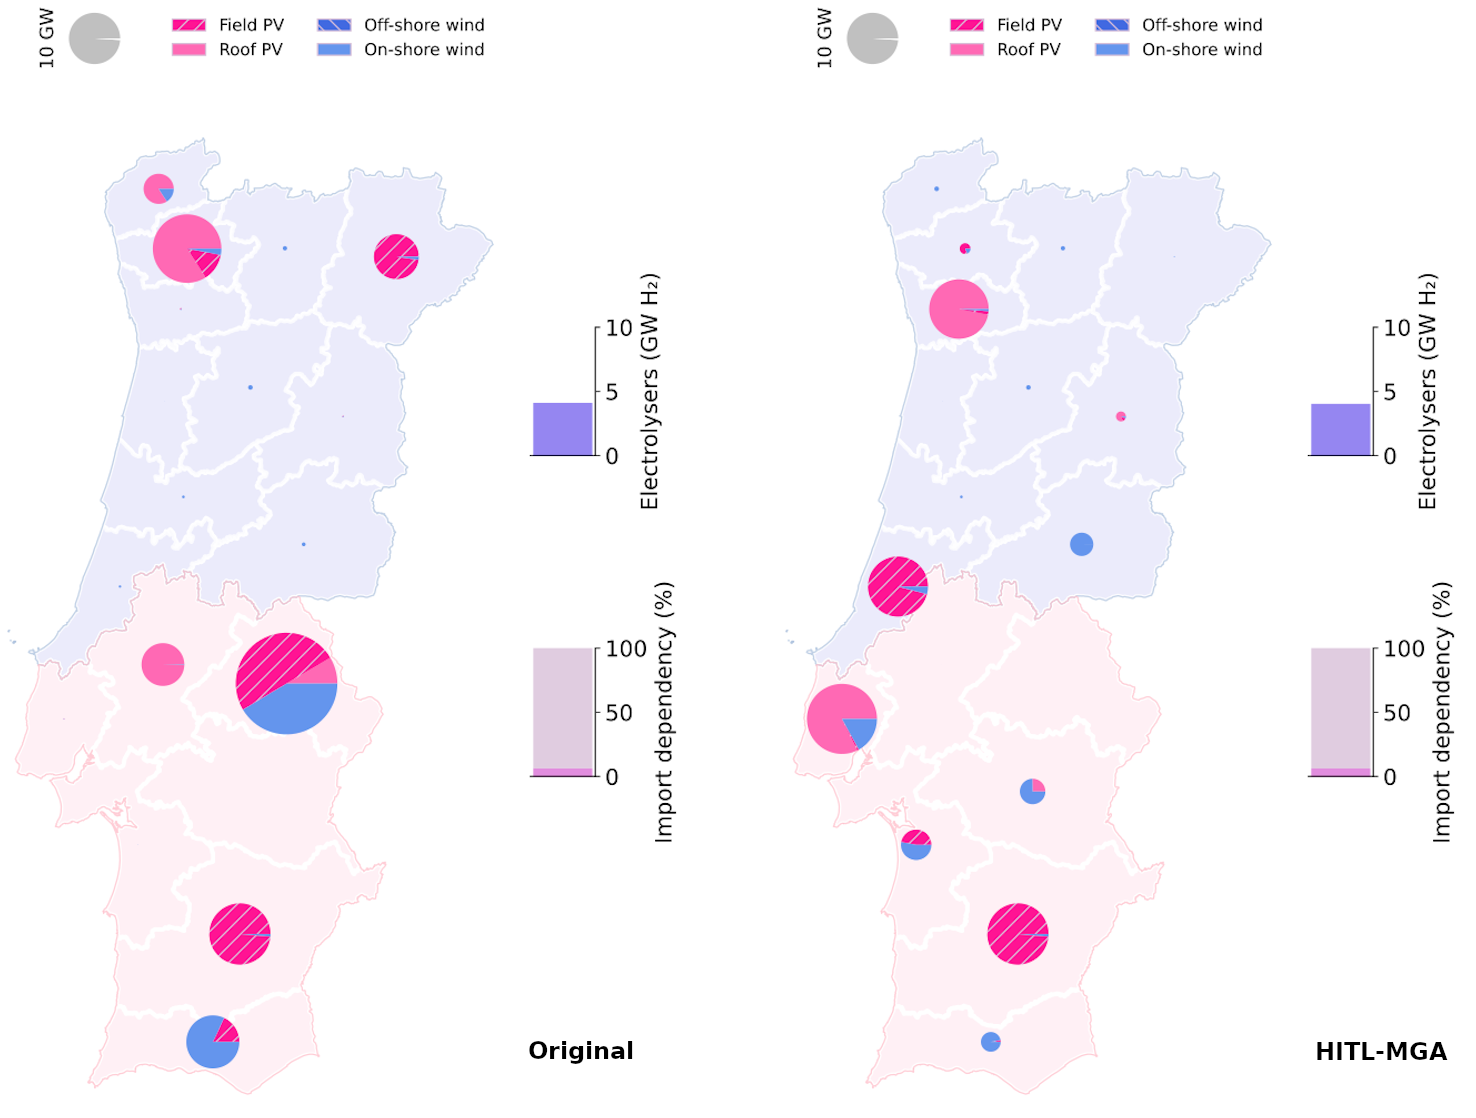 10 GW
Field PV
Off-shore wind
Roof PV
On-shore wind
10
5
0
Electrolysers (GW H₂)
100
50
0
Import dependency (%)
Original
10 GW
Field PV
Off-shore wind
Roof PV
On-shore wind
10
5
0
Electrolysers (GW H₂)
100
50
0
Import dependency (%)
HITL-MGA